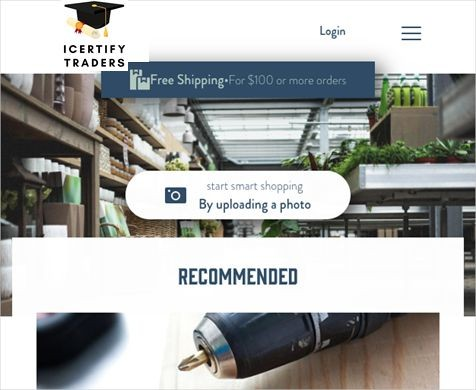 ICERTIFY
TRADERS
Login
Free Shipping•For $100 or more orders
start smart shopping
By uploading a photo
RECOMMENDED